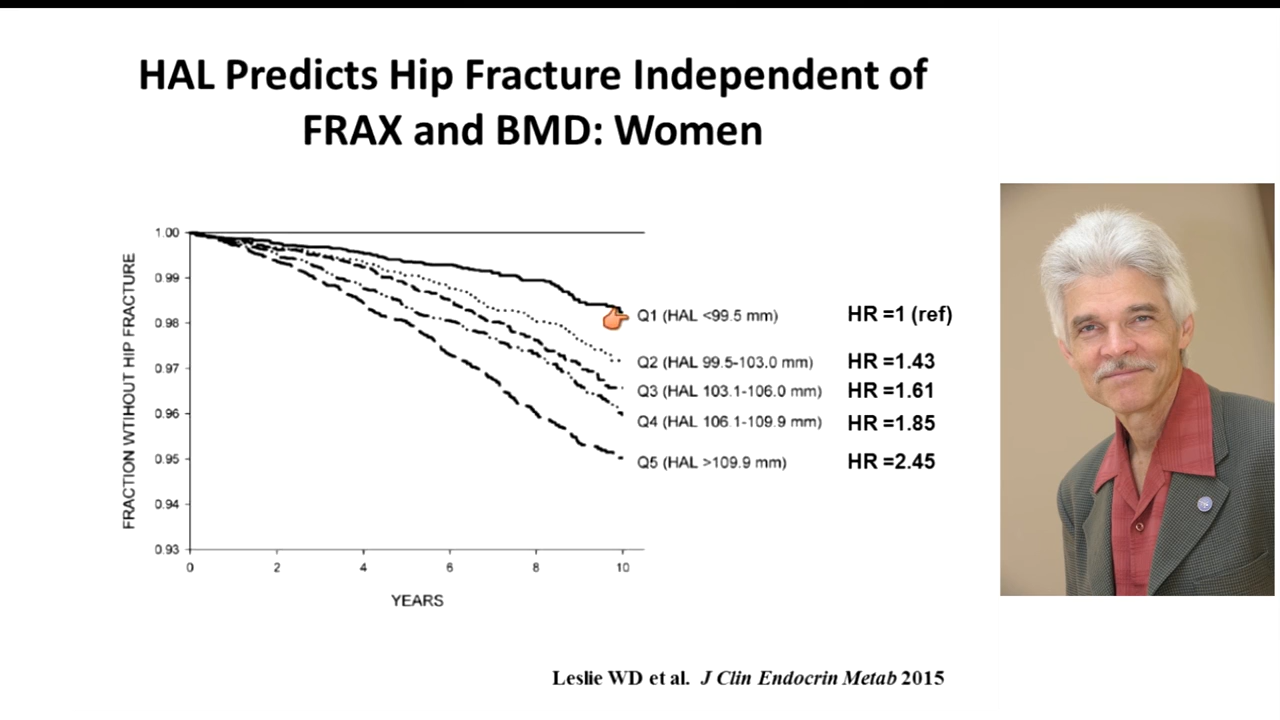 HAL Predicts Hip Fracture Independent of
FRAX and BMD: Women
FRACTION WTIHOUT HIP FRACTURE
1.00
0.99
0.98
0.97
0.96
0.95
0.94
0.93
0 2 4 6 8 10
YEARS
Q1 (HAL <99.5 mm) HR =1 (ref)
Q2 (HAL 99.5-103.0 mm) HR =1.43
Q3 (HAL 103.1-106.0 mm) HR =1.61
Q4 (HAL 106.1-109.9 mm) HR =1.85
Q5 (HAL >109.9 mm) HR =2.45
Leslie WD et al. J Clin Endocrin Metab 2015